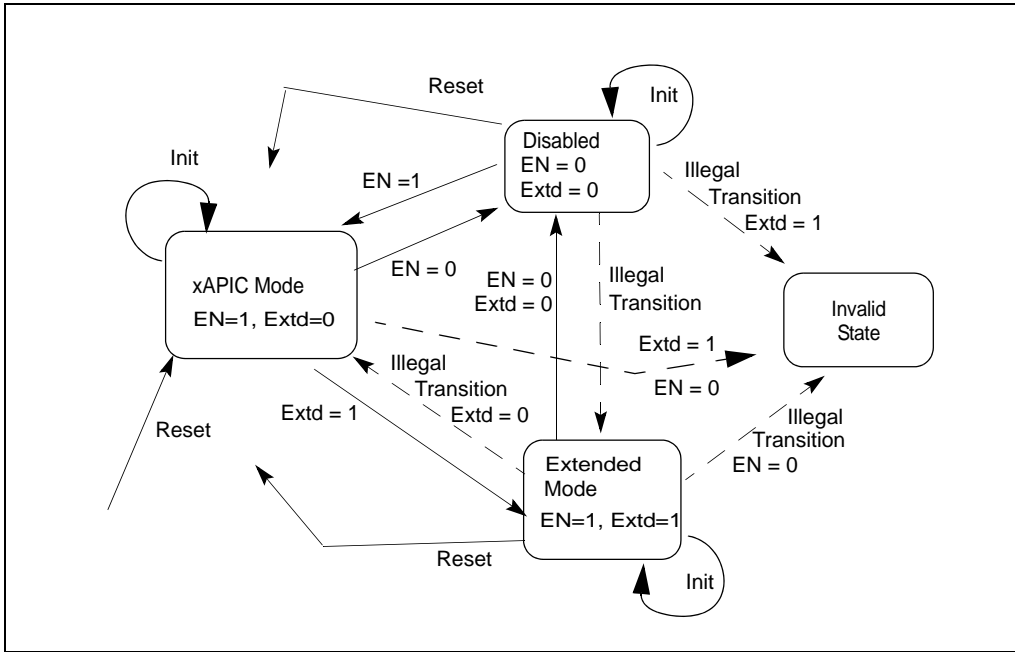 Reset
Init
Disabled
EN = 0
Extd = 0
Init
EN =1
Illegal
Transition
Extd = 1
xAPIC Mode
EN=1, Extd=0
EN = 0
EN = 0
Extd = 0
Illegal
Transition
Invalid
State
Extd = 1
EN = 0
Illegal
Transition
Extd = 0
Extd = 1
Reset
Illegal
Transition
EN = 0
Extended
Mode
EN=1, Extd=1
Reset
Init